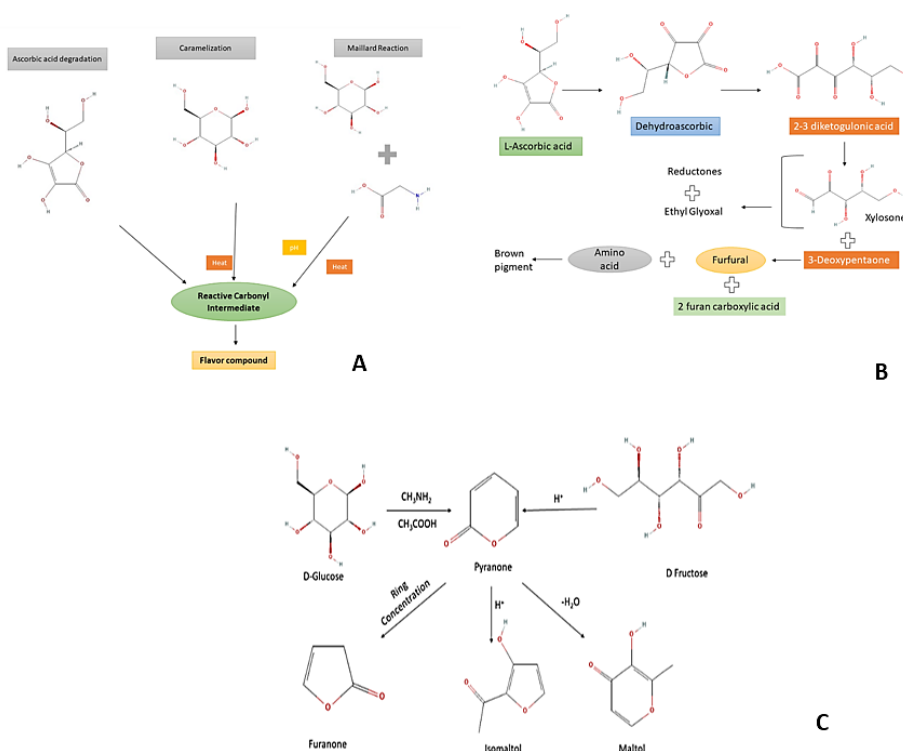 Ascorbic acid degradation
Caramelization
Maillard Reaction
Heat
pH
Heat
Reactive Carbonyl
Intermediate
Flavor compound
A
L-Ascorbic acid
Dehydroascorbic
2-3 diketogulonic acid
Reductones
Ethyl Glyoxal
Xylosone
3-Deoxypentaone
Furfural
Amino
acid
Brown
pigment
2 furan carboxylic acid
B
D-Glucose
CH₃NH₂
CH₃COOH
Pyranone
H⁺
D Fructose
Ring
Concentration
H⁺
-H₂O
Furanone
Isomaltol
Maltol
C